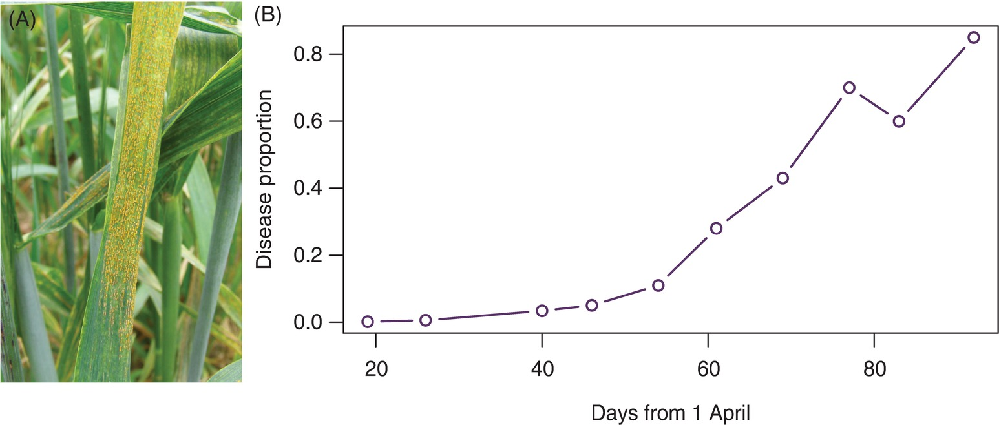 (A)
(B)
Disease proportion
0.8
0.6
0.4
0.2
0.0
20 40 60 80
Days from 1 April